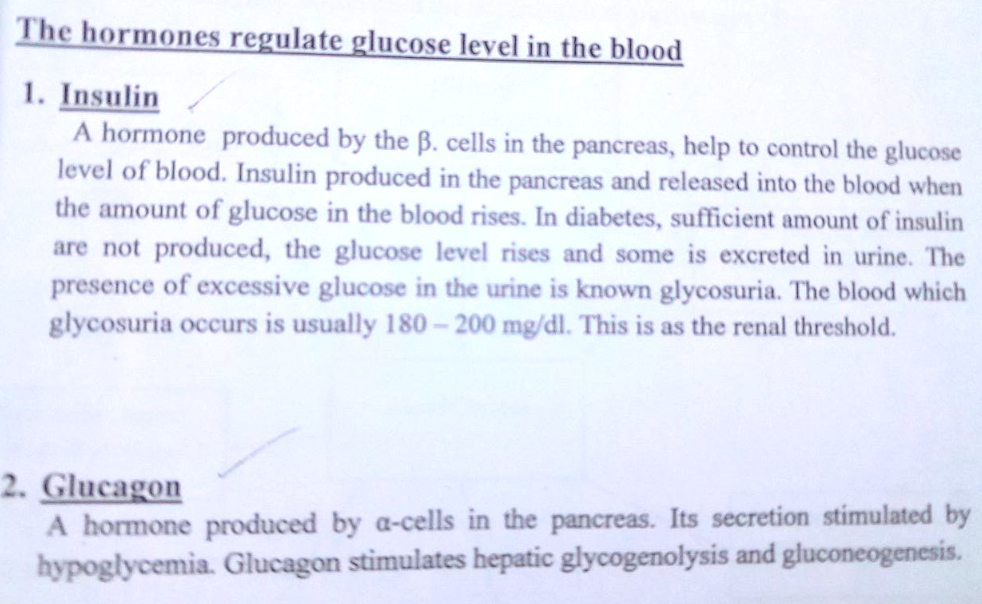 The hormones regulate glucose level in the blood
1. Insulin
A hormone produced by the β. cells in the pancreas, help to control the glucose
level of blood. Insulin produced in the pancreas and released into the blood when
the amount of glucose in the blood rises. In diabetes, sufficient amount of insulin
are not produced, the glucose level rises and some is excreted in urine. The
presence of excessive glucose in the urine is known glycosuria. The blood which
glycosuria occurs is usually 180 – 200 mg/dl. This is as the renal threshold.
2. Glucagon
A hormone produced by α-cells in the pancreas. Its secretion stimulated by
hypoglycemia. Glucagon stimulates hepatic glycogenolysis and gluconeogenesis.